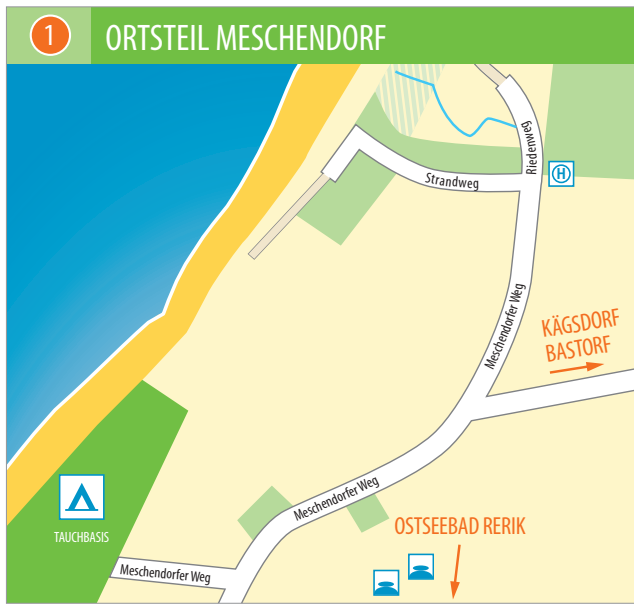 1 ORTSTEIL MESCHENDORF
Riedenweg
H
Strandweg
Meschendorfer Weg
KÄGSDORF
BASTORF
Meschendorfer Weg
OSTSEEBAD RERIK
TAUCHBASIS
Meschendorfer Weg